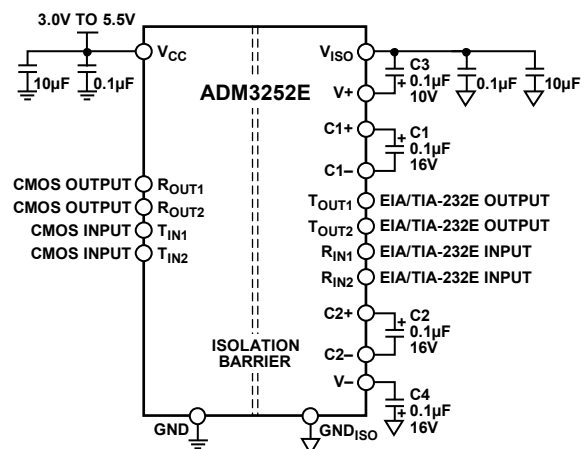 3.0V TO 5.5V
10µF
0.1µF
VCC
ADM3252E
VISO
V+
C3
0.1µF
10V
+
0.1µF
10µF
C1+
C1–
+ C1
0.1µF
16V
CMOS OUTPUT ROUT1
CMOS OUTPUT ROUT2
CMOS INPUT TIN1
CMOS INPUT TIN2
TOUT1 EIA/TIA-232E OUTPUT
TOUT2 EIA/TIA-232E OUTPUT
RIN1 EIA/TIA-232E INPUT
RIN2 EIA/TIA-232E INPUT
C2+
C2–
+ C2
0.1µF
16V
ISOLATION
BARRIER
V–
C4
0.1µF
16V
+
GND
GNDISO